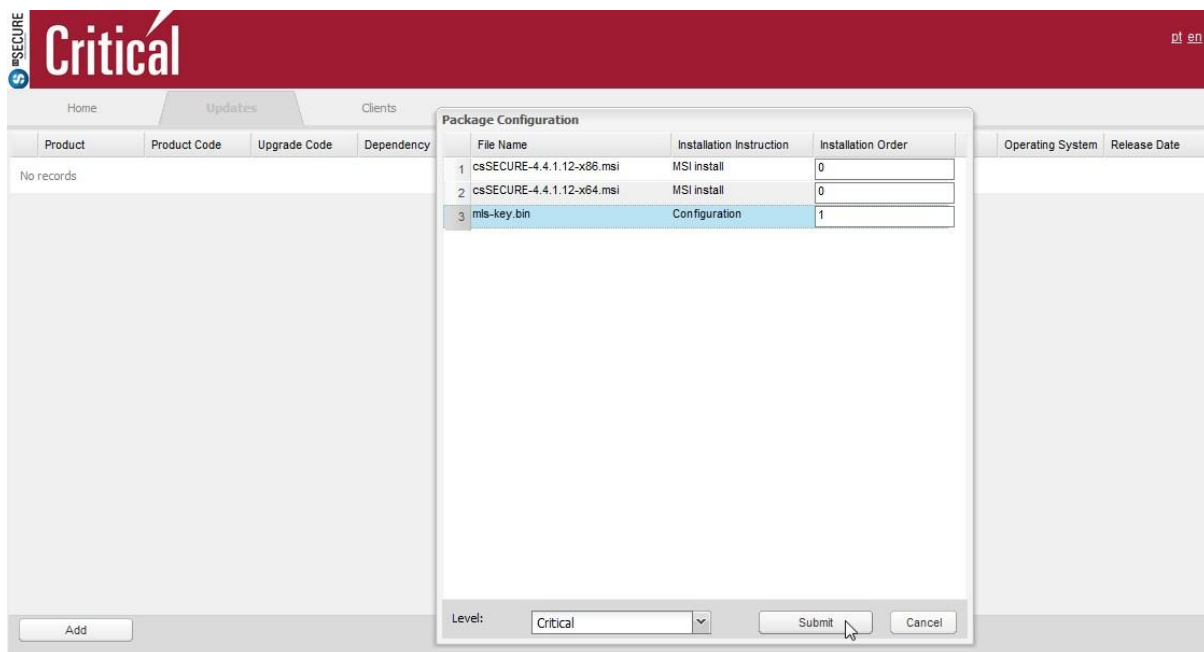 SECURE
Critical
pt en
Home Updates Clients
Package Configuration
Product Product Code Upgrade Code Dependency File Name Installation Instruction Installation Order Operating System Release Date
No records
1 csSECURE-4.4.1.12-x86.msi MSI install 0
2 csSECURE-4.4.1.12-x64.msi MSI install 0
3 mls-key.bin Configuration 1
Level: Critical Submit Cancel
Add